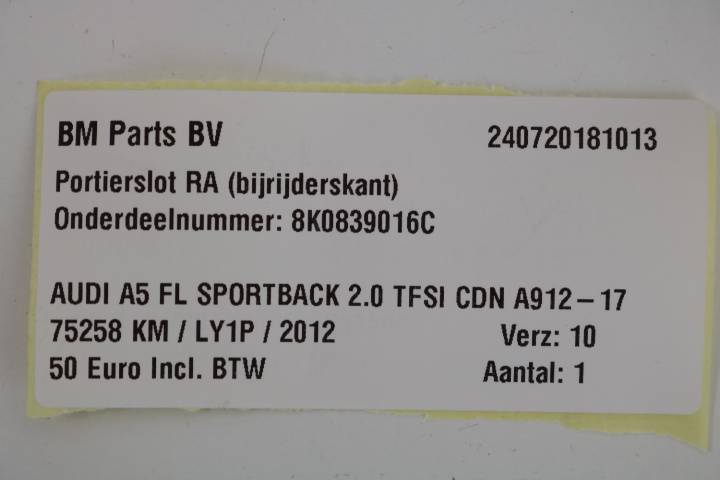 BM Parts BV 240720181013
Portierslot RA (bijrijderskant)
Onderdeelnummer: 8K0839016C
AUDI A5 FL SPORTBACK 2.0 TFSI CDN A912-17
75258 KM / LY1P / 2012 Verz: 10
50 Euro Incl. BTW Aantal: 1